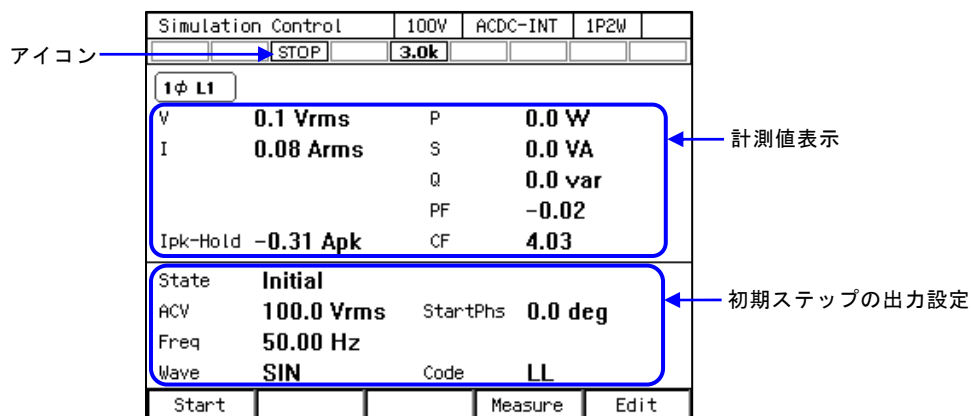 Simulation Control 100V ACDC-INT 1P2W
アイコン STOP 3.0k
1φ L1
V 0.1 Vrms P 0.0 W
計測値表示
I 0.08 Arms S 0.0 VA
Q 0.0 var
PF -0.02
Ipk-Hold -0.31 Apk CF 4.03
State Initial
初期ステップの出力設定
ACV 100.0 Vrms StartPhs 0.0 deg
Freq 50.00 Hz
Wave SIN Code LL
Start Measure Edit